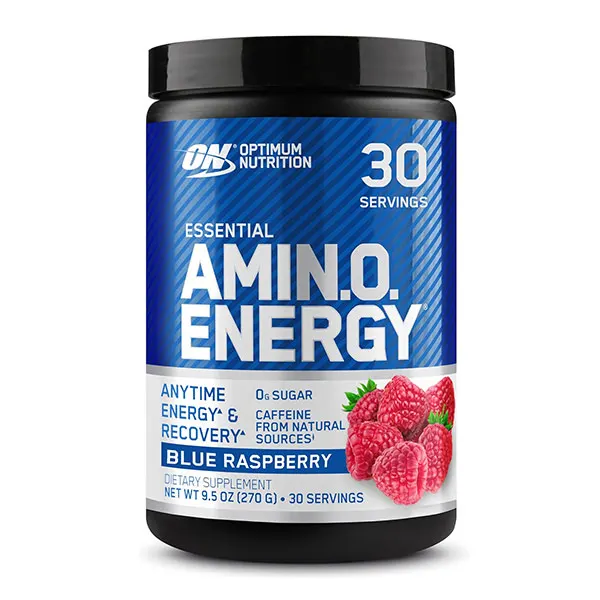 ON® OPTIMUM
NUTRITION
30
SERVINGS
ESSENTIAL
AMIN.O.
ENERGY®
ANYTIME
ENERGY▲ &
RECOVERY▲
0G SUGAR
CAFFEINE
FROM NATURAL
SOURCES
BLUE RASPBERRY
DIETARY SUPPLEMENT
NET WT 9.5 OZ (270 G) • 30 SERVINGS